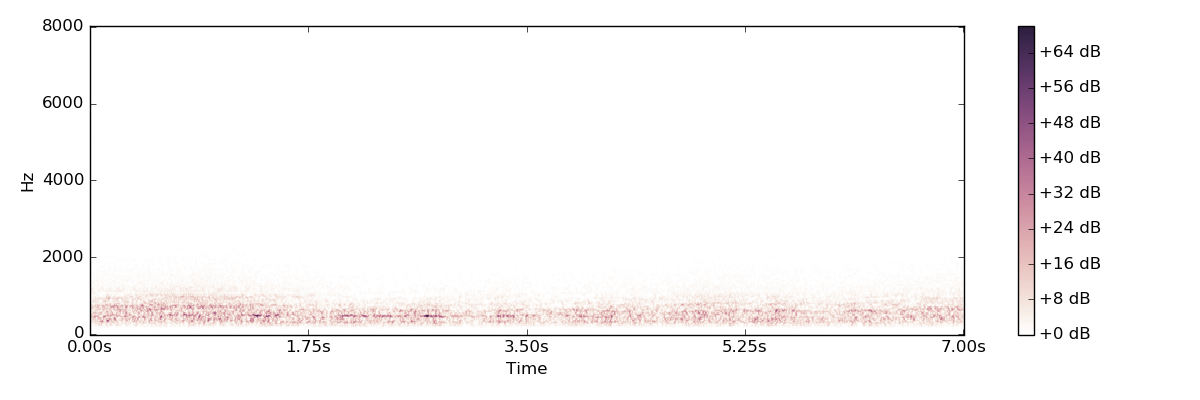 8000
6000
4000
2000
0
Hz
0.00s 1.75s 3.50s 5.25s 7.00s
Time
+64 dB
+56 dB
+48 dB
+40 dB
+32 dB
+24 dB
+16 dB
+8 dB
+0 dB